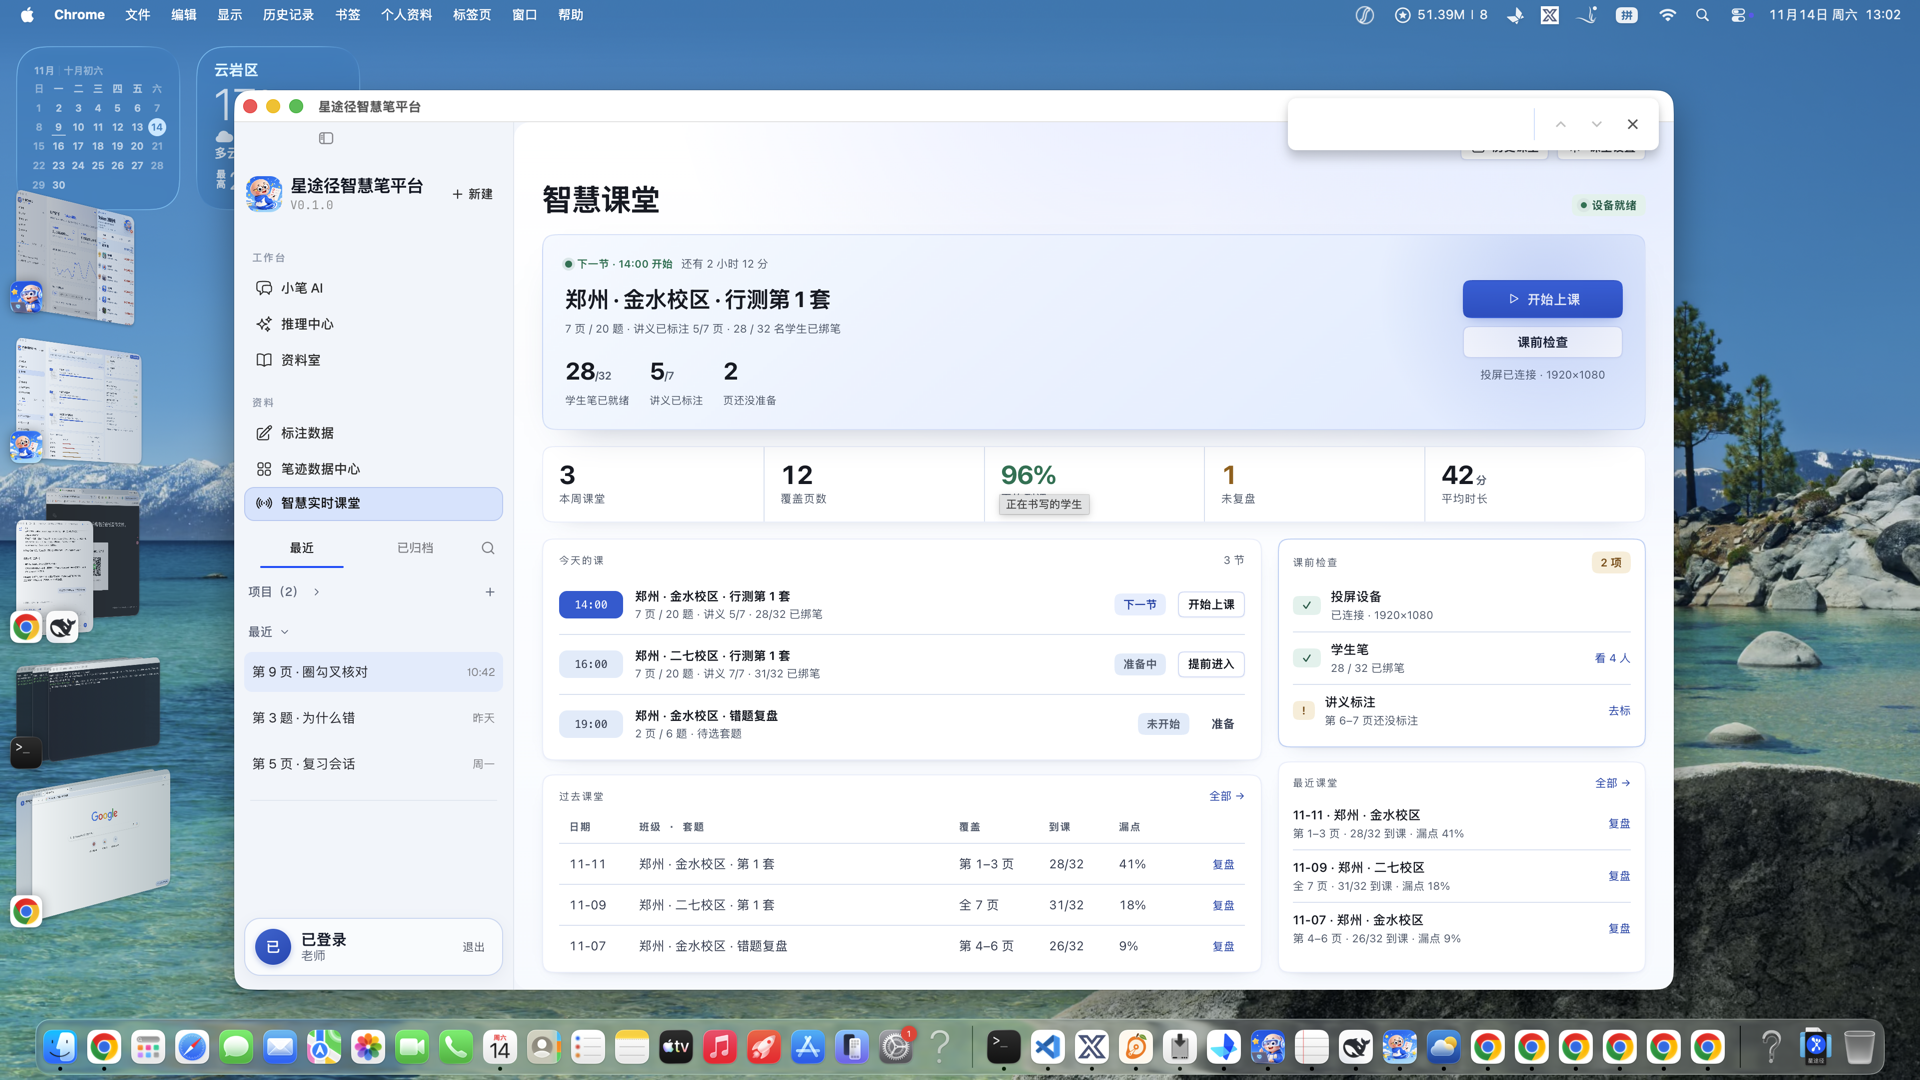 Chrome 文件 编辑 显示 历史记录 书签 个人资料 标签页 窗口 帮助
51.39M | 8
拼
11月14日 周六 13:02
11月 十月初六
日 一 二 三 四 五 六
1 2 3 4 5 6 7
8 9 10 11 12 13 14
15 16 17 18 19 20 21
22 23 24 25 26 27 28
29 30
云岩区
星途径智慧笔平台
星途径智慧笔平台
V0.1.0
+ 新建
工作台
小笔 AI
推理中心
资料室
资料
标注数据
笔迹数据中心
智慧实时课堂
最近 已归档
项目 (2)
最近
第 9 页 · 圈勾叉核对 10:42
第 3 题 · 为什么错 昨天
第 5 页 · 复习会话 周一
已
已登录
老师
退出
智慧课堂
设备就绪
下一节 · 14:00 开始 还有 2 小时 12 分
郑州 · 金水校区 · 行测第 1 套
7 页 / 20 题 · 讲义已标注 5/7 页 · 28 / 32 名学生已绑笔
28/32 5/7 2
学生笔已就绪 讲义已标注 页还没准备
开始上课
课前检查
投屏已连接 · 1920×1080
3
本周课堂
12
覆盖页数
96%
正在书写的学生
1
未复盘
42 分
平均时长
今天的课 3 节
14:00 郑州 · 金水校区 · 行测第 1 套
7 页 / 20 题 · 讲义 5/7 · 28/32 已绑笔
下一节 开始上课
16:00 郑州 · 二七校区 · 行测第 1 套
7 页 / 20 题 · 讲义 7/7 · 31/32 已绑笔
准备中 提前进入
19:00 郑州 · 金水校区 · 错题复盘
2 页 / 6 题 · 待选套题
未开始 准备
课前检查 2 项
投屏设备
已连接 · 1920×1080
学生笔
28 / 32 已绑笔
看 4 人
讲义标注
第 6–7 页还没标注
去标
过去课堂 全部 →
日期 班级 · 套题 覆盖 到课 漏点
11-11 郑州 · 金水校区 · 第 1 套 第 1–3 页 28/32 41% 复盘
11-09 郑州 · 二七校区 · 第 1 套 全 7 页 31/32 18% 复盘
11-07 郑州 · 金水校区 · 错题复盘 第 4–6 页 26/32 9% 复盘
最近课堂 全部 →
11-11 · 郑州 · 金水校区
第 1–3 页 · 28/32 到课 · 漏点 41%
复盘
11-09 · 郑州 · 二七校区
全 7 页 · 31/32 到课 · 漏点 18%
复盘
11-07 · 郑州 · 金水校区
第 4–6 页 · 26/32 到课 · 漏点 9%
复盘
Google
周六
14
tv
1